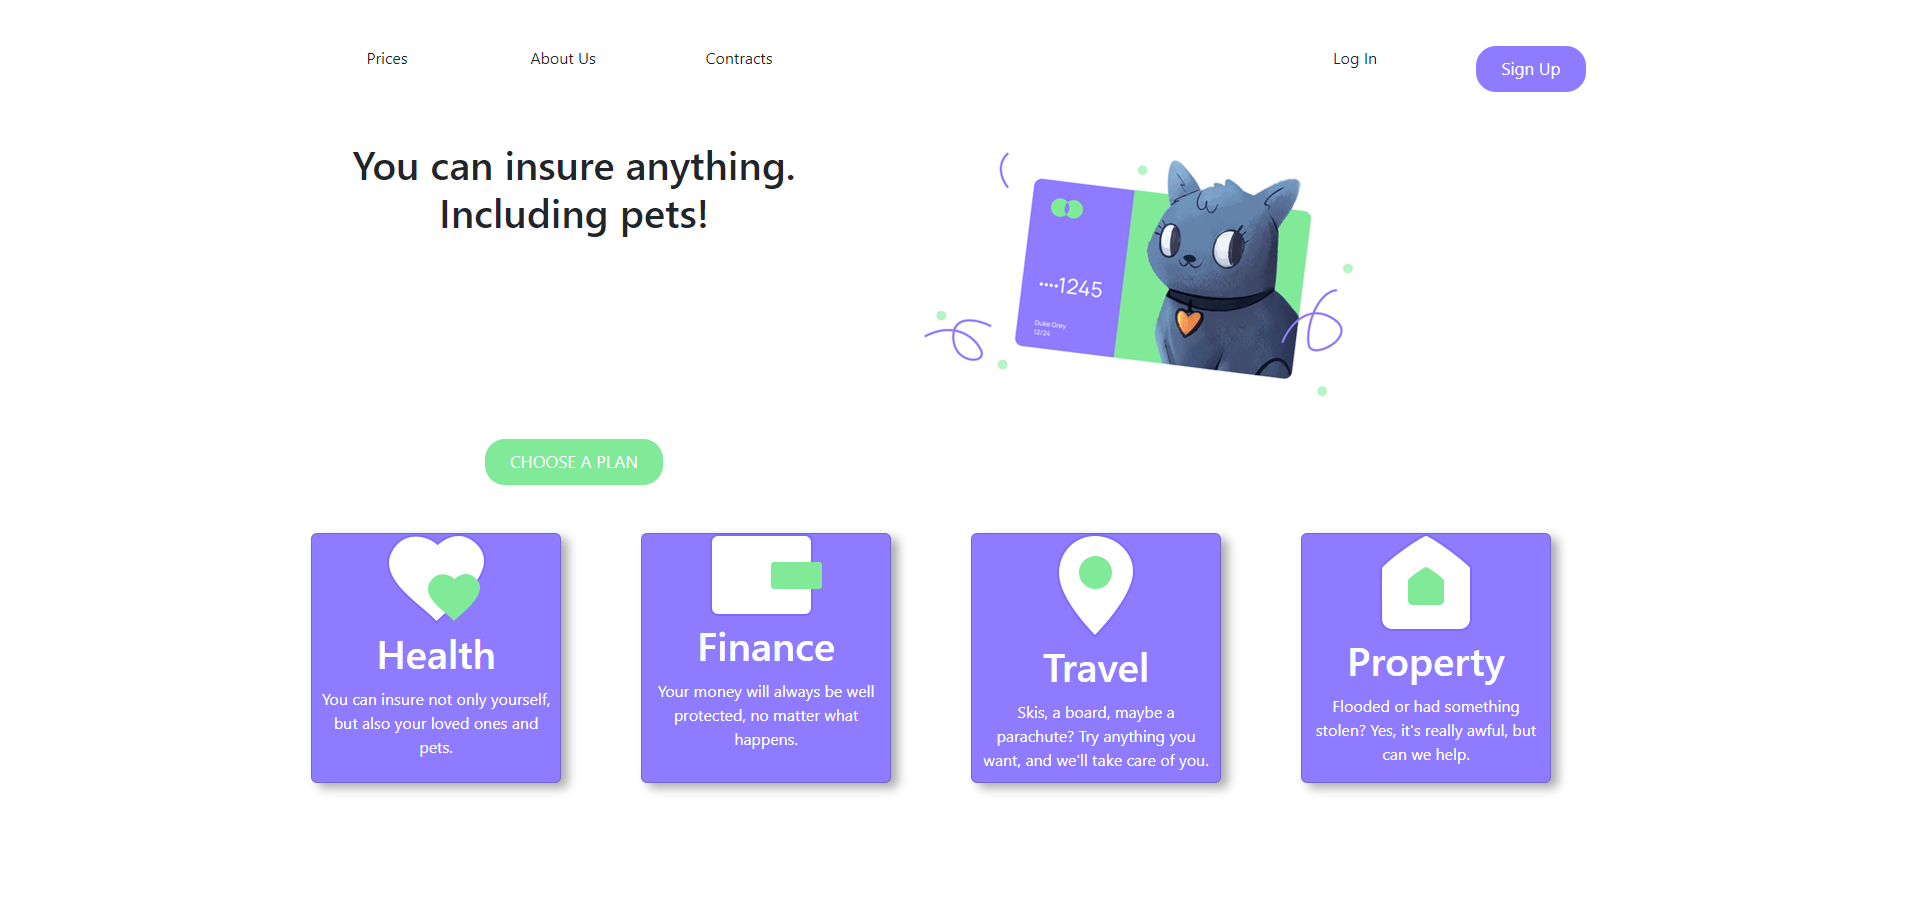 Prices
About Us
Contracts
Log In
Sign Up
You can insure anything.
Including pets!
••••1245
Duke Grey
12/24
CHOOSE A PLAN
Health
You can insure not only yourself,
but also your loved ones and
pets.
Finance
Your money will always be well
protected, no matter what
happens.
Travel
Skis, a board, maybe a
parachute? Try anything you
want, and we'll take care of you.
Property
Flooded or had something
stolen? Yes, it's really awful, but
can we help.